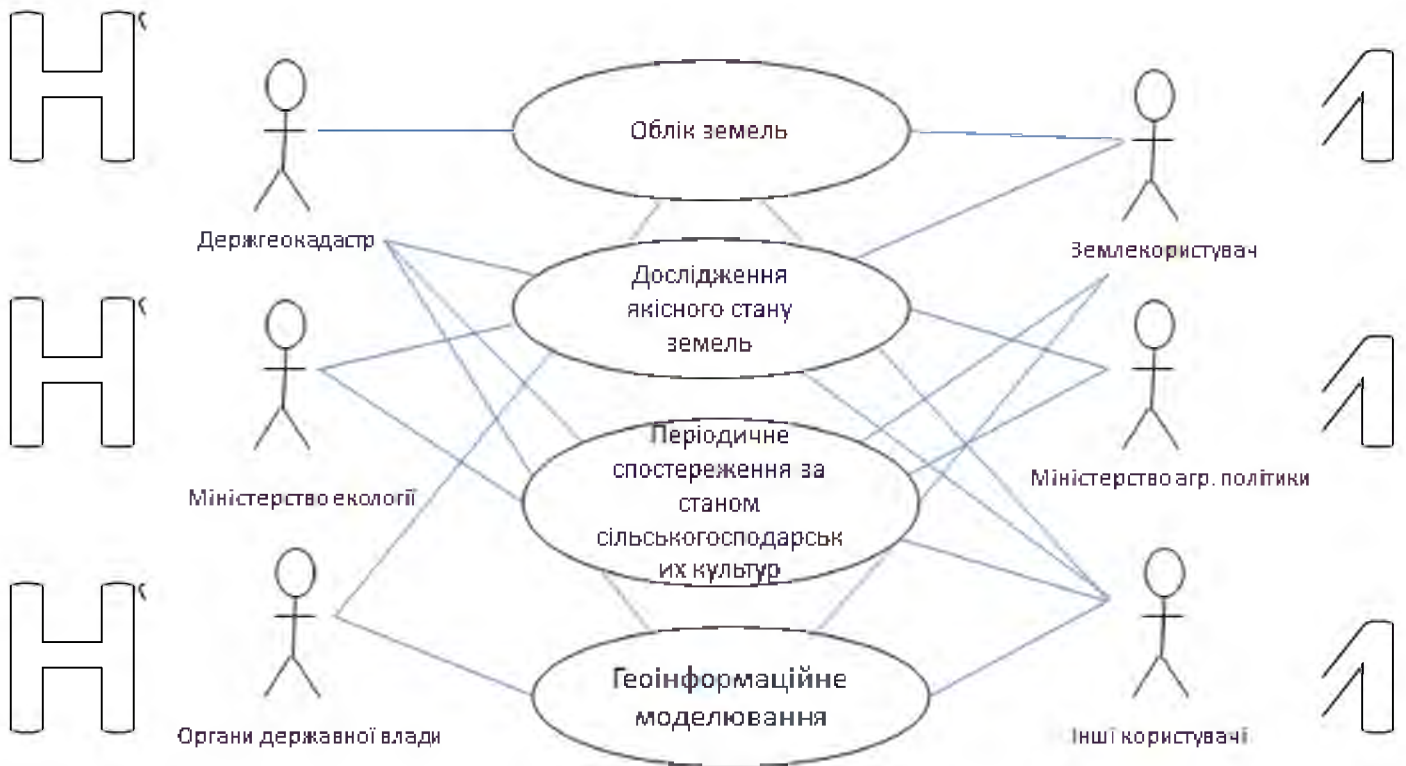 Н
Н
Н
Облік земель
Держгеокадастр
Землекористувач
Дослідження
якісного стану
земель
Міністерство екології
Міністерство агр. політики
Періодичне
спостереження за
станом
сільськогосподарськ
их культур
Геоінформаційне
моделювання
Органи державної влади
Інші користувачі